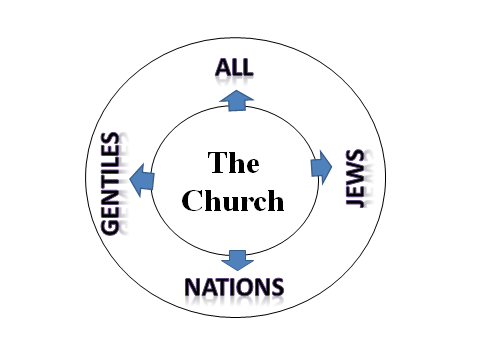 ALL
GENTILES
The
Church
JEWS
NATIONS